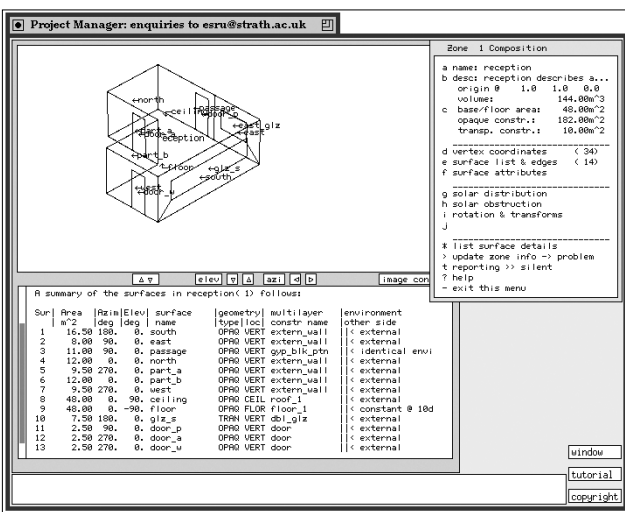 Project Manager: enquiries to esru@strath.ac.uk
Zone 1 Composition
a name: reception
b desc: reception describes a...
origin @ 1.0 1.0 0.0
volume: 144.00m^3
c base/floor area: 48.00m^2
opaque constr.: 182.00m^2
transp. constr.: 10.00m^2
d vertex coordinates ( 34)
e surface list & edges ( 14)
f surface attributes
g solar distribution
h solar obstruction
i rotation & transforms
j
* list surface details
> update zone info -> problem
t reporting >> silent
? help
- exit this menu
north
passage
ceiling
door_p
east_glz
east
part_a
door_a
reception
part_b
floor
glz_s
south
west
door_w
elev
azi
image con
A summary of the surfaces in reception( 1) follows:
Sur| Area |Azim|Elev| surface |geometry| multilayer |environment
| m^2 |deg |deg | name |type|loc| constr name |other side
1 16.50 180. 0. south OPAQ VERT extern_wall ||< external
2 8.00 90. 0. east OPAQ VERT extern_wall ||< external
3 11.00 90. 0. passage OPAQ VERT gyp_blk_ptn ||< identical envi
4 12.00 0. 0. north OPAQ VERT extern_wall ||< external
5 9.50 270. 0. part_a OPAQ VERT extern_wall ||< external
6 12.00 0. 0. part_b OPAQ VERT extern_wall ||< external
7 9.50 270. 0. west OPAQ VERT extern_wall ||< external
8 48.00 0. 90. ceiling OPAQ CEIL roof_1 ||< external
9 48.00 0. -90. floor OPAQ FLOR floor_1 ||< constant @ 10d
10 7.50 180. 0. glz_s TRAN VERT dbl_glz ||< external
11 2.50 90. 0. door_p OPAQ VERT door ||< external
12 2.50 270. 0. door_a OPAQ VERT door ||< external
13 2.50 270. 0. door_w OPAQ VERT door ||< external
window
tutorial
copyright